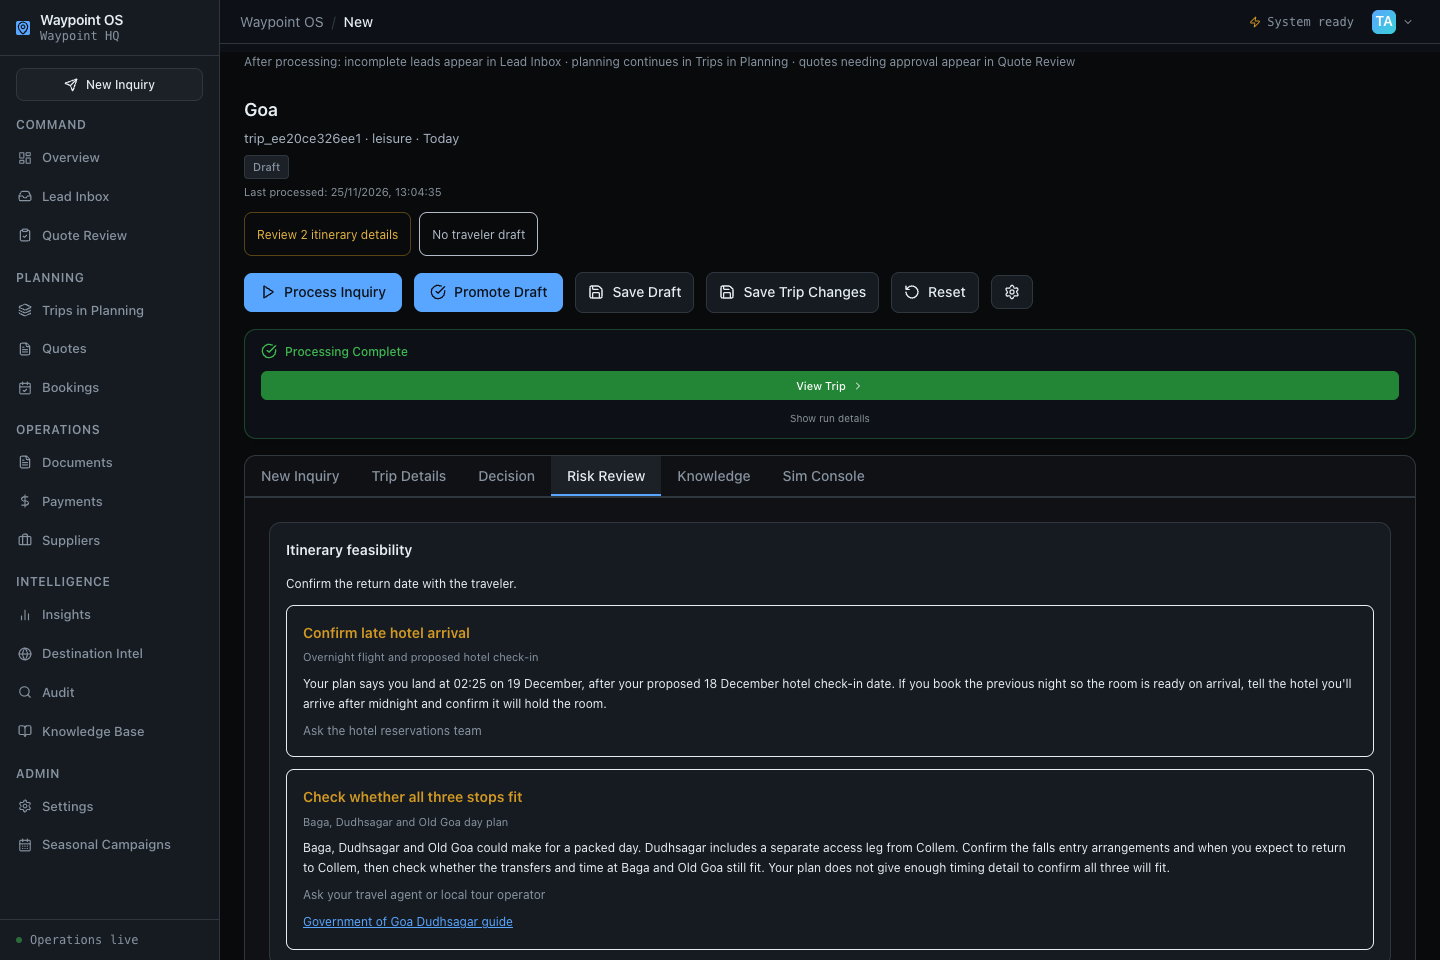 Waypoint OS
Waypoint HQ
New Inquiry
COMMAND
Overview
Lead Inbox
Quote Review
PLANNING
Trips in Planning
Quotes
Bookings
OPERATIONS
Documents
Payments
Suppliers
INTELLIGENCE
Insights
Destination Intel
Audit
Knowledge Base
ADMIN
Settings
Seasonal Campaigns
Operations live
Waypoint OS / New
System ready
TA
After processing: incomplete leads appear in Lead Inbox · planning continues in Trips in Planning · quotes needing approval appear in Quote Review
Goa
trip_ee20ce326ee1 · leisure · Today
Draft
Last processed: 25/11/2026, 13:04:35
Review 2 itinerary details
No traveler draft
Process Inquiry
Promote Draft
Save Draft
Save Trip Changes
Reset
Processing Complete
View Trip
Show run details
New Inquiry
Trip Details
Decision
Risk Review
Knowledge
Sim Console
Itinerary feasibility
Confirm the return date with the traveler.
Confirm late hotel arrival
Overnight flight and proposed hotel check-in
Your plan says you land at 02:25 on 19 December, after your proposed 18 December hotel check-in date. If you book the previous night so the room is ready on arrival, tell the hotel you'll
arrive after midnight and confirm it will hold the room.
Ask the hotel reservations team
Check whether all three stops fit
Baga, Dudhsagar and Old Goa day plan
Baga, Dudhsagar and Old Goa could make for a packed day. Dudhsagar includes a separate access leg from Collem. Confirm the falls entry arrangements and when you expect to return
to Collem, then check whether the transfers and time at Baga and Old Goa still fit. Your plan does not give enough timing detail to confirm all three will fit.
Ask your travel agent or local tour operator
Government of Goa Dudhsagar guide